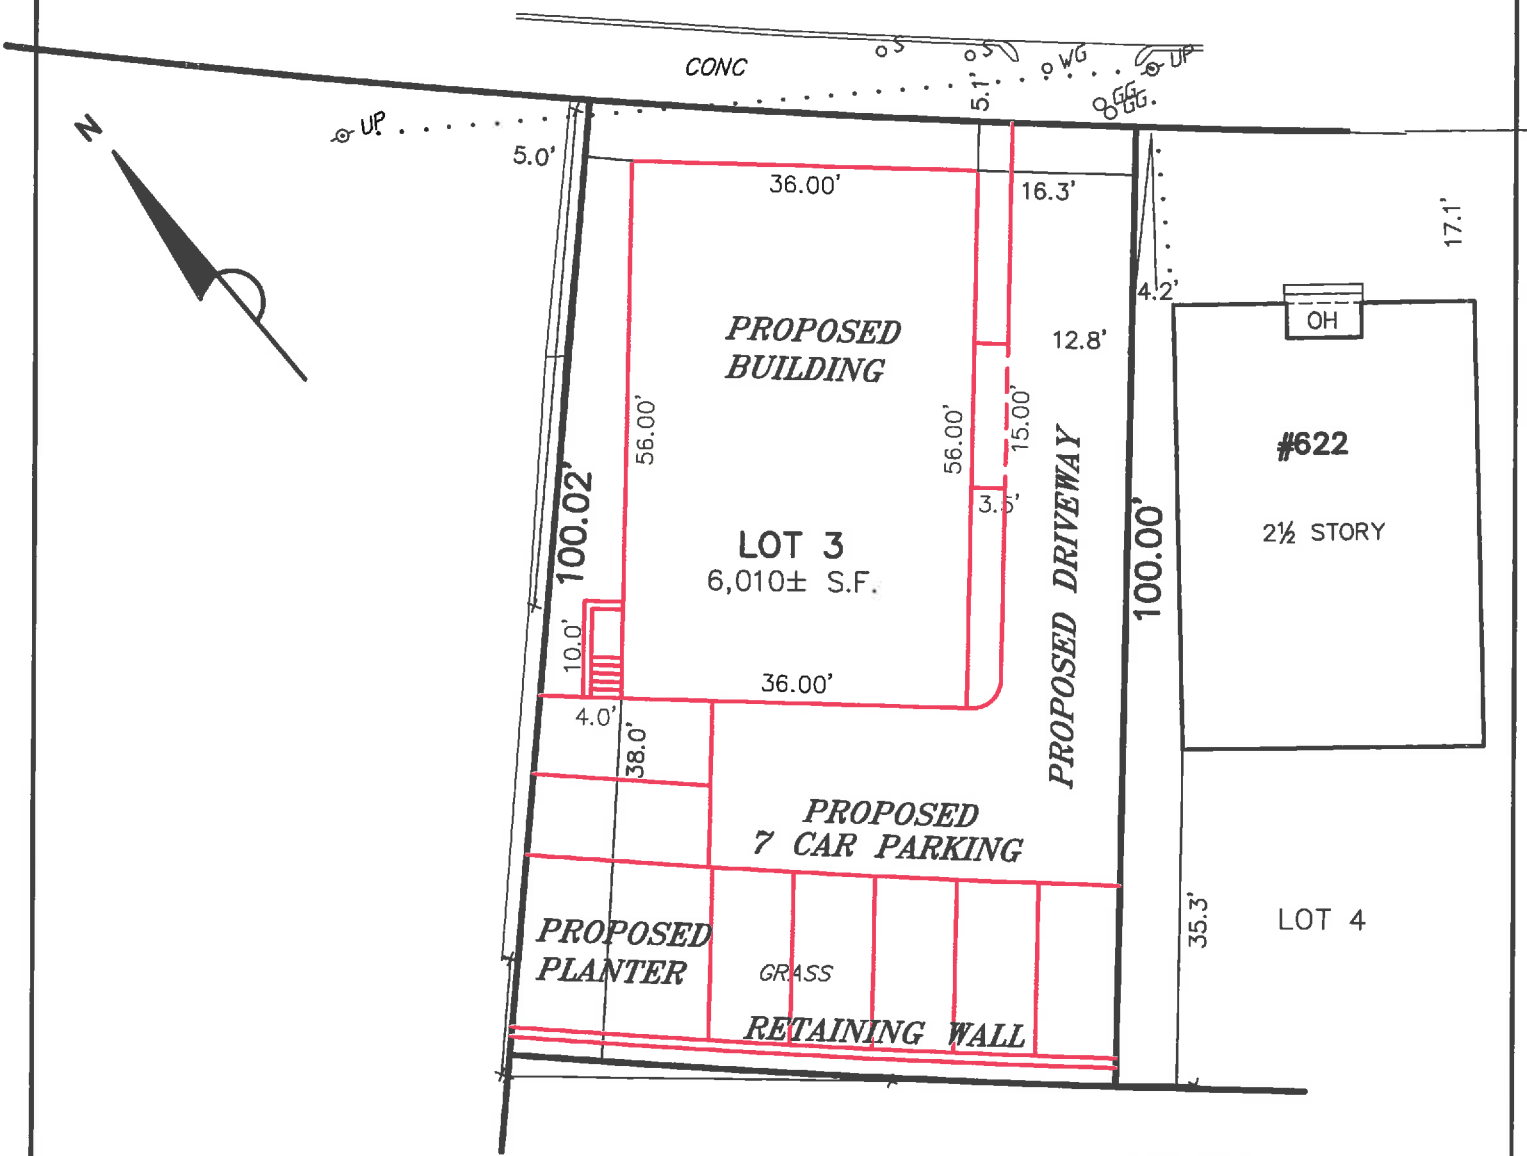 S
S
WG
UP
CONC
5.1'
GG
GG.
UP
N
5.0'
36.00'
16.3'
17.1'
4.2'
OH
PROPOSED
BUILDING
12.8'
56.00'
56.00'
15.00'
#622
100.02'
3.5'
PROPOSED DRIVEWAY
100.00'
2½ STORY
LOT 3
6,010± S.F.
10.0'
36.00'
4.0'
38.0'
PROPOSED
7 CAR PARKING
PROPOSED
PLANTER
GRASS
35.3'
LOT 4
RETAINING WALL